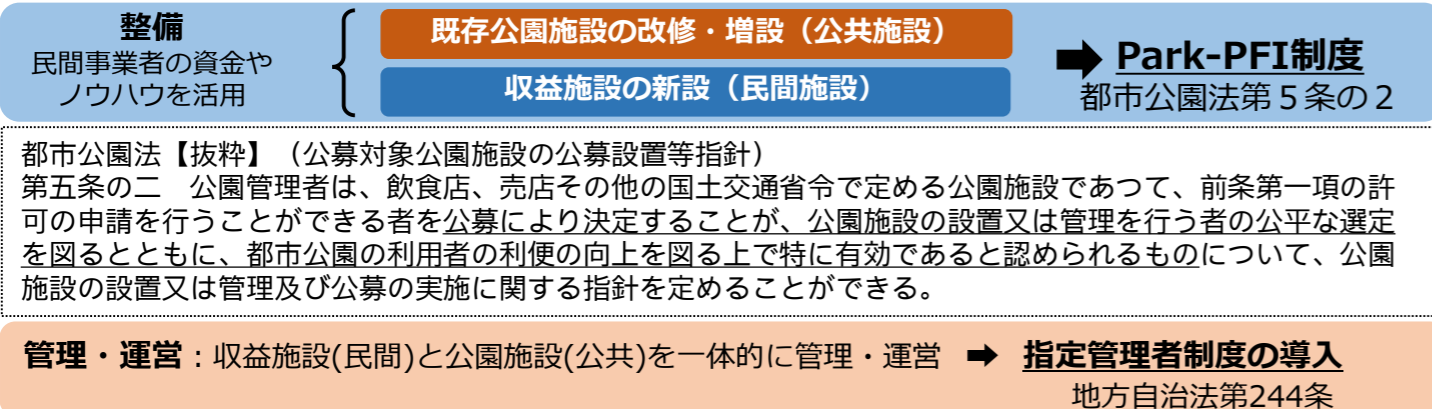 整備
民間事業者の資金や
ノウハウを活用
既存公園施設の改修・増設（公共施設）
収益施設の新設（民間施設）
➡ Park-PFI制度
都市公園法第５条の２
都市公園法【抜粋】（公募対象公園施設の公募設置等指針）
第五条の二　公園管理者は、飲食店、売店その他の国土交通省令で定める公園施設であつて、前条第一項の許
可の申請を行うことができる者を公募により決定することが、公園施設の設置又は管理を行う者の公平な選定
を図るとともに、都市公園の利用者の利便の向上を図る上で特に有効であると認められるものについて、公園
施設の設置又は管理及び公募の実施に関する指針を定めることができる。
管理・運営：収益施設(民間)と公園施設(公共)を一体的に管理・運営 ➡ 指定管理者制度の導入
地方自治法第244条